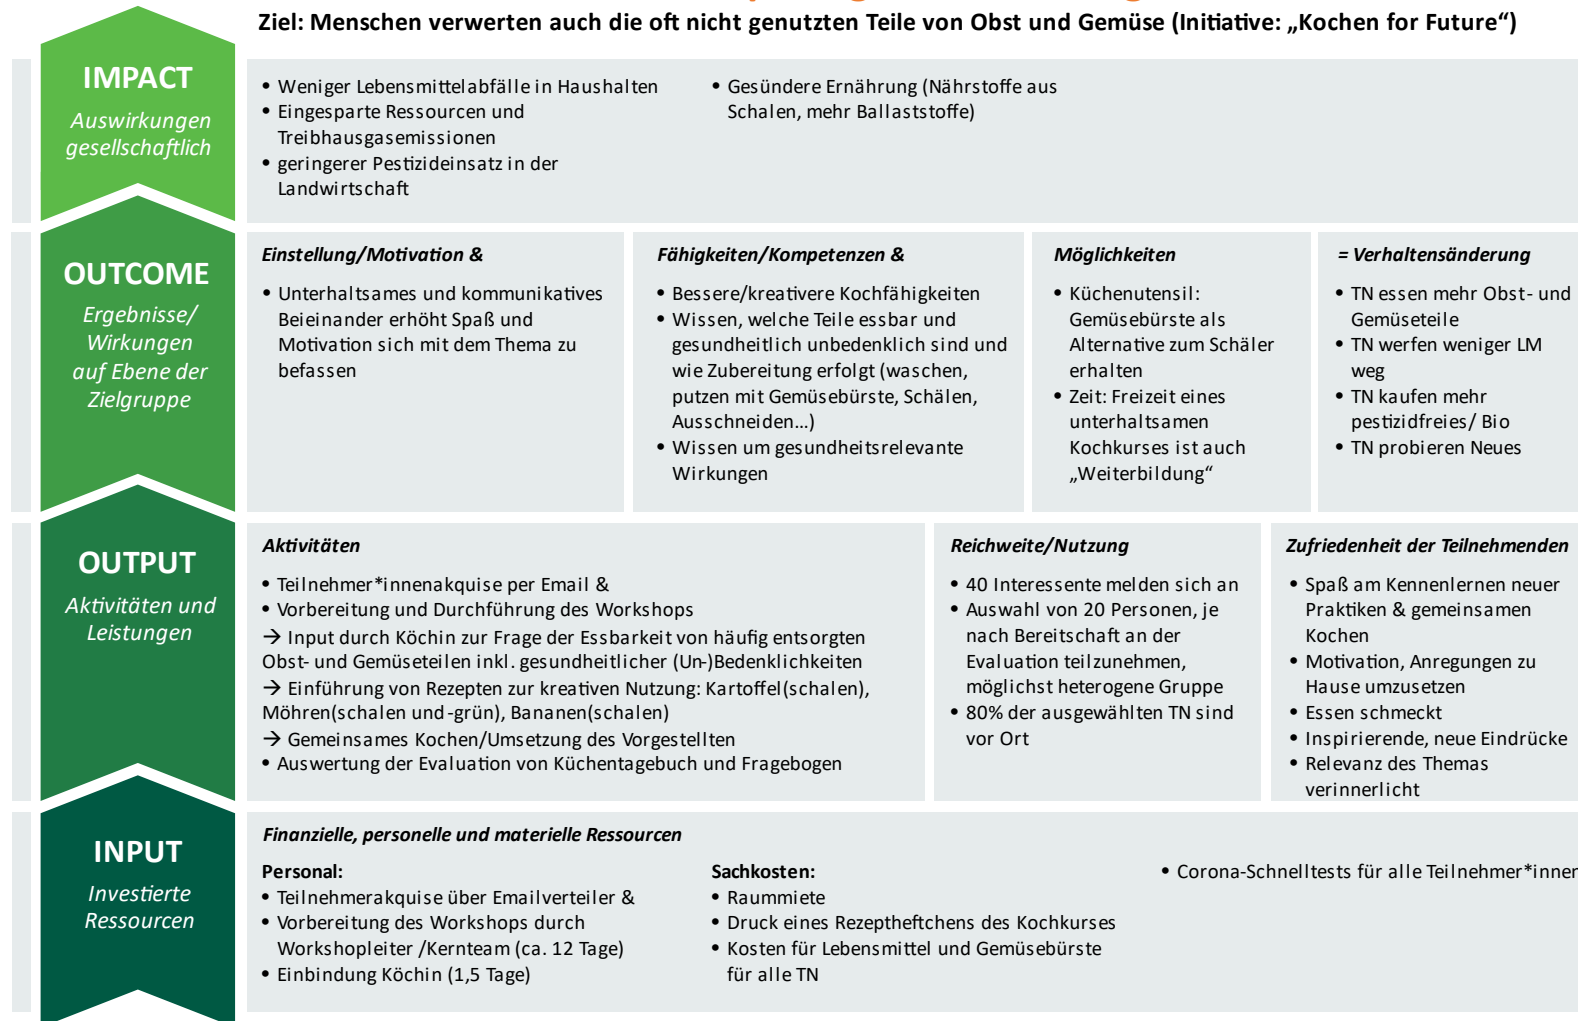 Ziel: Menschen verwerten auch die oft nicht genutzten Teile von Obst und Gemüse (Initiative: „Kochen for Future“)
IMPACT
Auswirkungen
gesellschaftlich
• Weniger Lebensmittelabfälle in Haushalten
• Eingesparte Ressourcen und
Treibhausgasemissionen
• geringerer Pestizideinsatz in der
Landwirtschaft
• Gesündere Ernährung (Nährstoffe aus
Schalen, mehr Ballaststoffe)
OUTCOME
Ergebnisse/
Wirkungen
auf Ebene der
Zielgruppe
Einstellung/Motivation &
• Unterhaltsames und kommunikatives
Beieinander erhöht Spaß und
Motivation sich mit dem Thema zu
befassen
Fähigkeiten/Kompetenzen &
• Bessere/kreativere Kochfähigkeiten
• Wissen, welche Teile essbar und
gesundheitlich unbedenklich sind und
wie Zubereitung erfolgt (waschen,
putzen mit Gemüsebürste, Schälen,
Ausschneiden...)
• Wissen um gesundheitsrelevante
Wirkungen
Möglichkeiten
• Küchenutensil:
Gemüsebürste als
Alternative zum Schäler
erhalten
• Zeit: Freizeit eines
unterhaltsamen
Kochkurses ist auch
„Weiterbildung“
= Verhaltensänderung
• TN essen mehr Obst- und
Gemüseteile
• TN werfen weniger LM
weg
• TN kaufen mehr
pestizidfreies/ Bio
• TN probieren Neues
OUTPUT
Aktivitäten und
Leistungen
Aktivitäten
• Teilnehmer*innenakquise per Email &
• Vorbereitung und Durchführung des Workshops
→ Input durch Köchin zur Frage der Essbarkeit von häufig entsorgten
Obst- und Gemüseteilen inkl. gesundheitlicher (Un-)Bedenklichkeiten
→ Einführung von Rezepten zur kreativen Nutzung: Kartoffel(schalen),
Möhren(schalen und -grün), Bananen(schalen)
→ Gemeinsames Kochen/Umsetzung des Vorgestellten
• Auswertung der Evaluation von Küchentagebuch und Fragebogen
Reichweite/Nutzung
• 40 Interessente melden sich an
• Auswahl von 20 Personen, je
nach Bereitschaft an der
Evaluation teilzunehmen,
möglichst heterogene Gruppe
• 80% der ausgewählten TN sind
vor Ort
Zufriedenheit der Teilnehmenden
• Spaß am Kennenlernen neuer
Praktiken & gemeinsamen
Kochen
• Motivation, Anregungen zu
Hause umzusetzen
• Essen schmeckt
• Inspirierende, neue Eindrücke
• Relevanz des Themas
verinnerlicht
INPUT
Investierte
Ressourcen
Finanzielle, personelle und materielle Ressourcen
Personal:
• Teilnehmerakquise über Emailverteiler &
• Vorbereitung des Workshops durch
Workshopleiter /Kernteam (ca. 12 Tage)
• Einbindung Köchin (1,5 Tage)
Sachkosten:
• Raummiete
• Druck eines Rezeptheftchens des Kochkurses
• Kosten für Lebensmittel und Gemüsebürste
für alle TN
• Corona-Schnelltests für alle Teilnehmer*innen